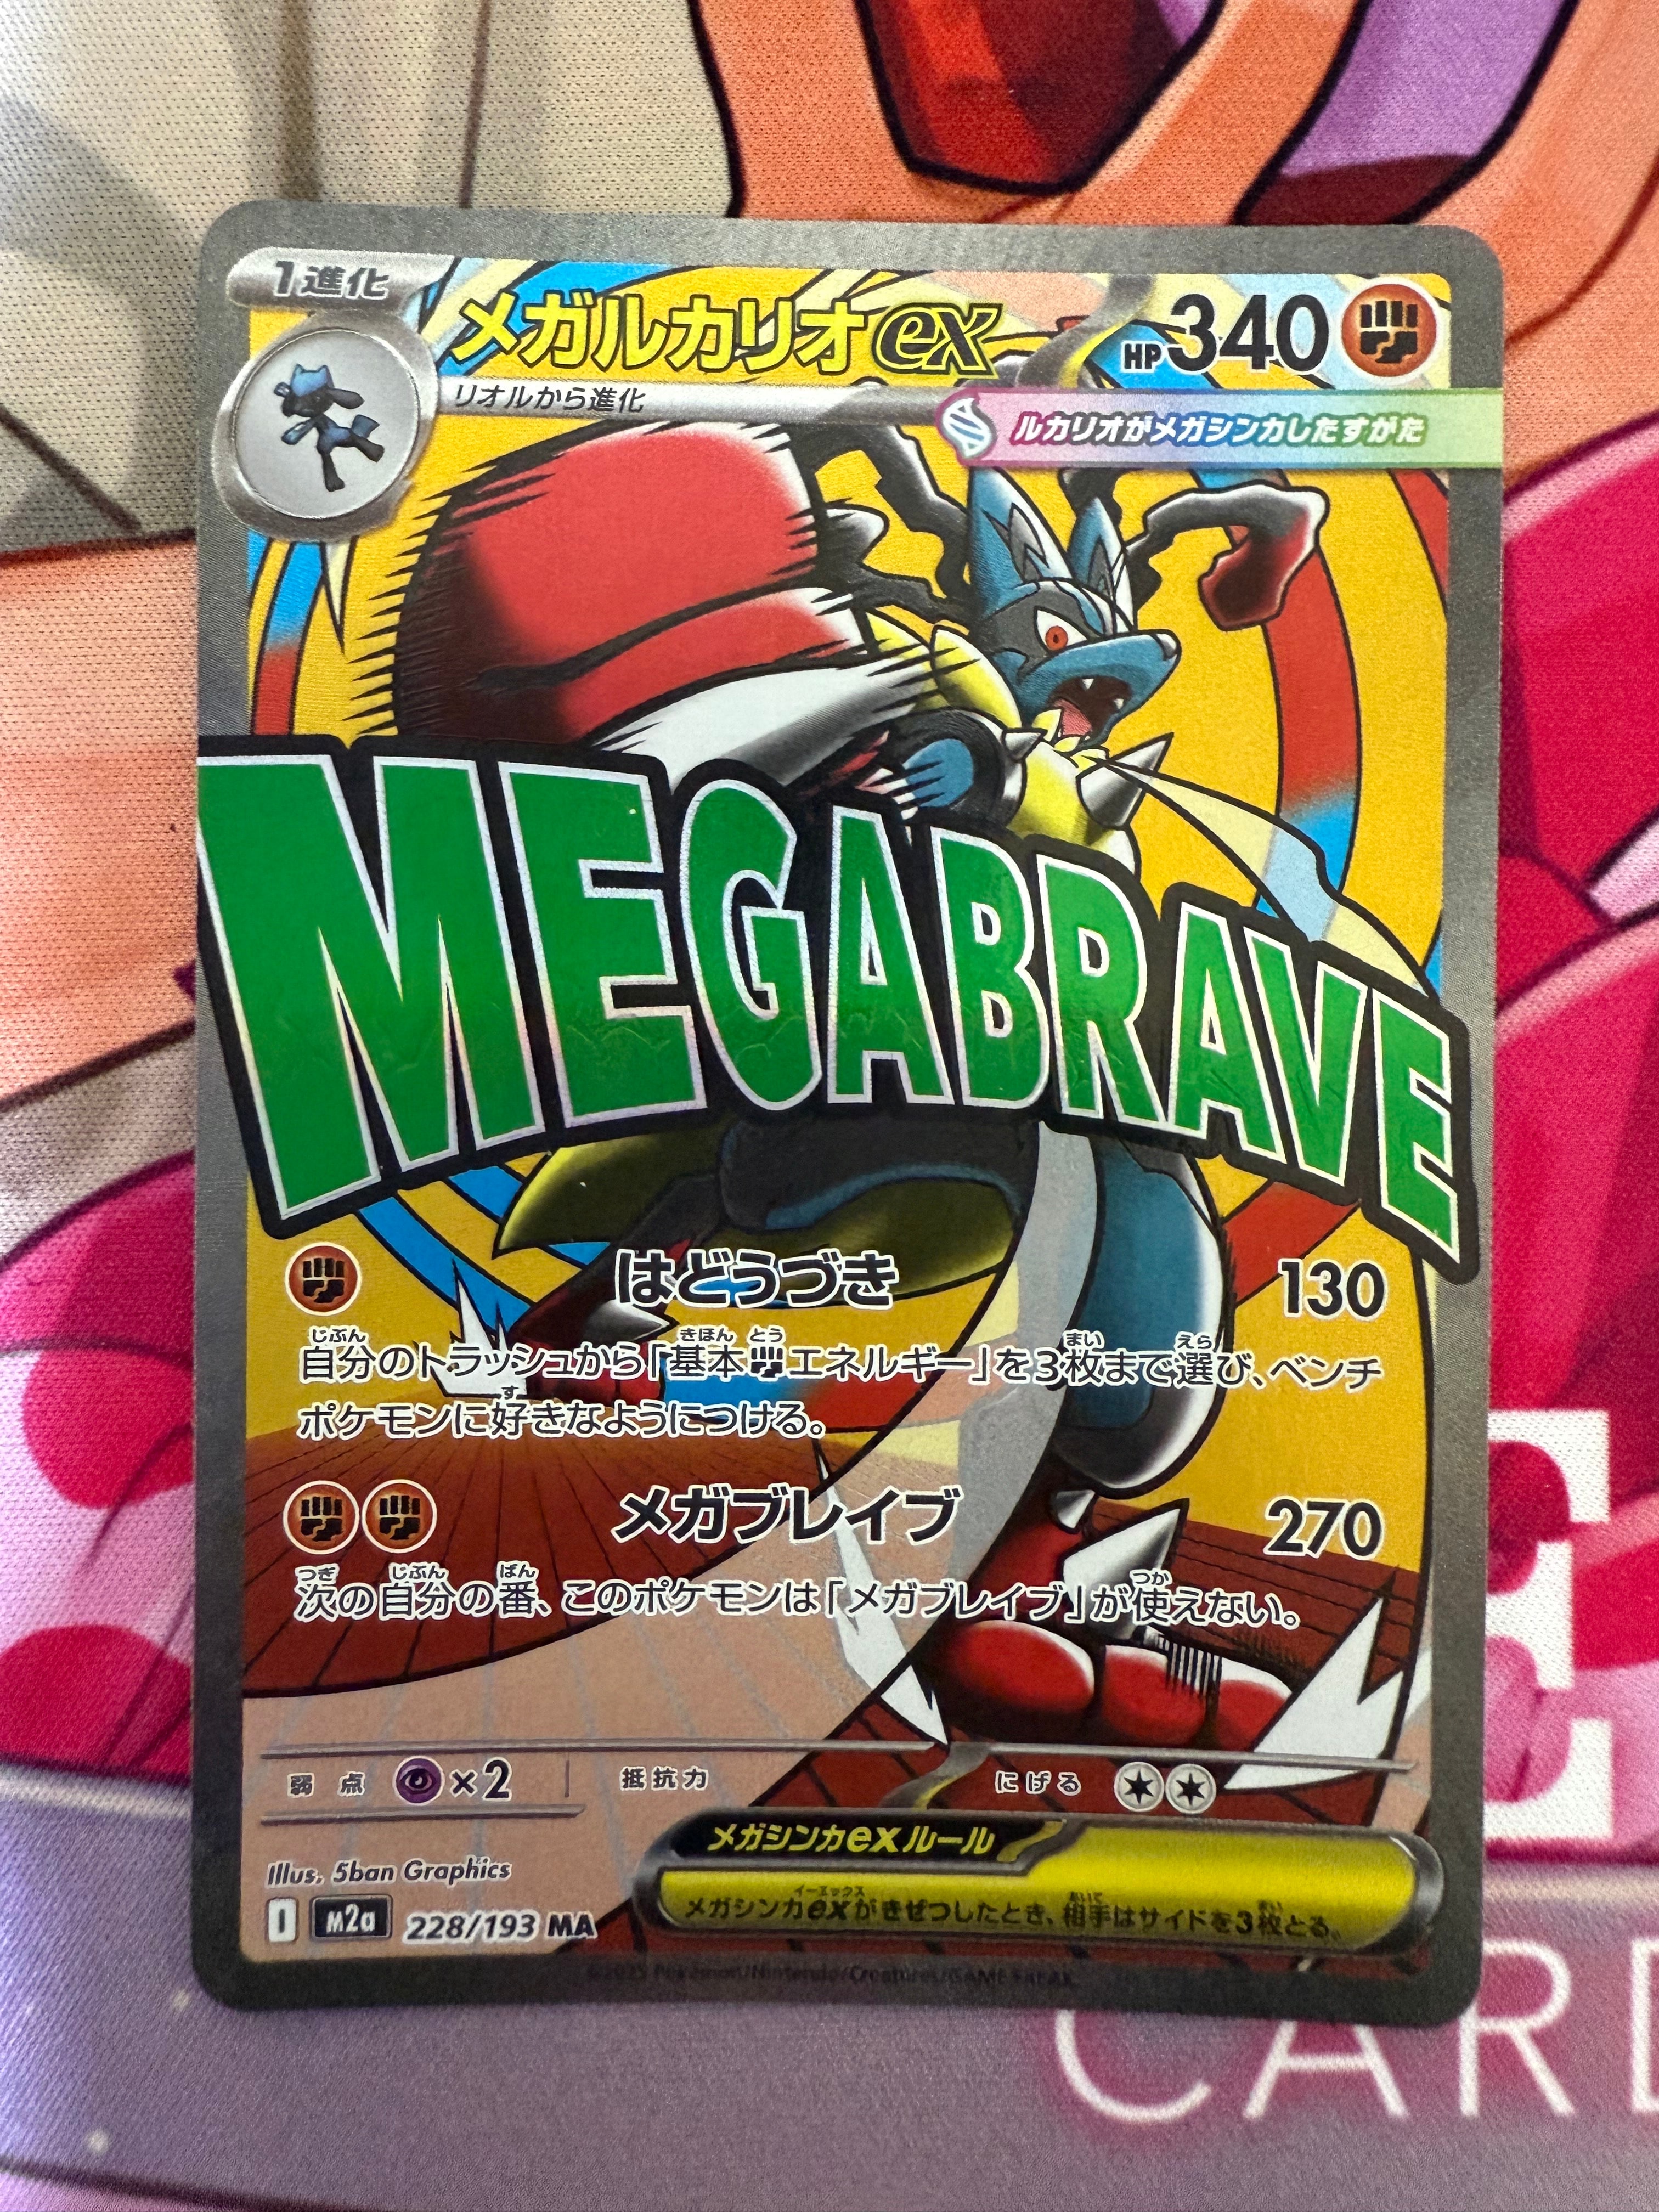 1進化
メガルカリオex
HP340
リオルから進化
ルカリオがメガシンカしたすがた
MEGABRAVE
はどうづき 130
自分のトラッシュから「基本闘エネルギー」を3枚まで選び、ベンチ
ポケモンに好きなようにつける。
メガブレイブ 270
次の自分の番、このポケモンは「メガブレイブ」が使えない。
弱点 ×2 抵抗力 にげる
メガシンカexルール
メガシンカexがきぜつしたとき、相手はサイドを3枚とる。
Illus. 5ban Graphics
I M2a 228/193 MA
©2025 Pokémon/Nintendo/Creatures/GAME FREAK
CARD